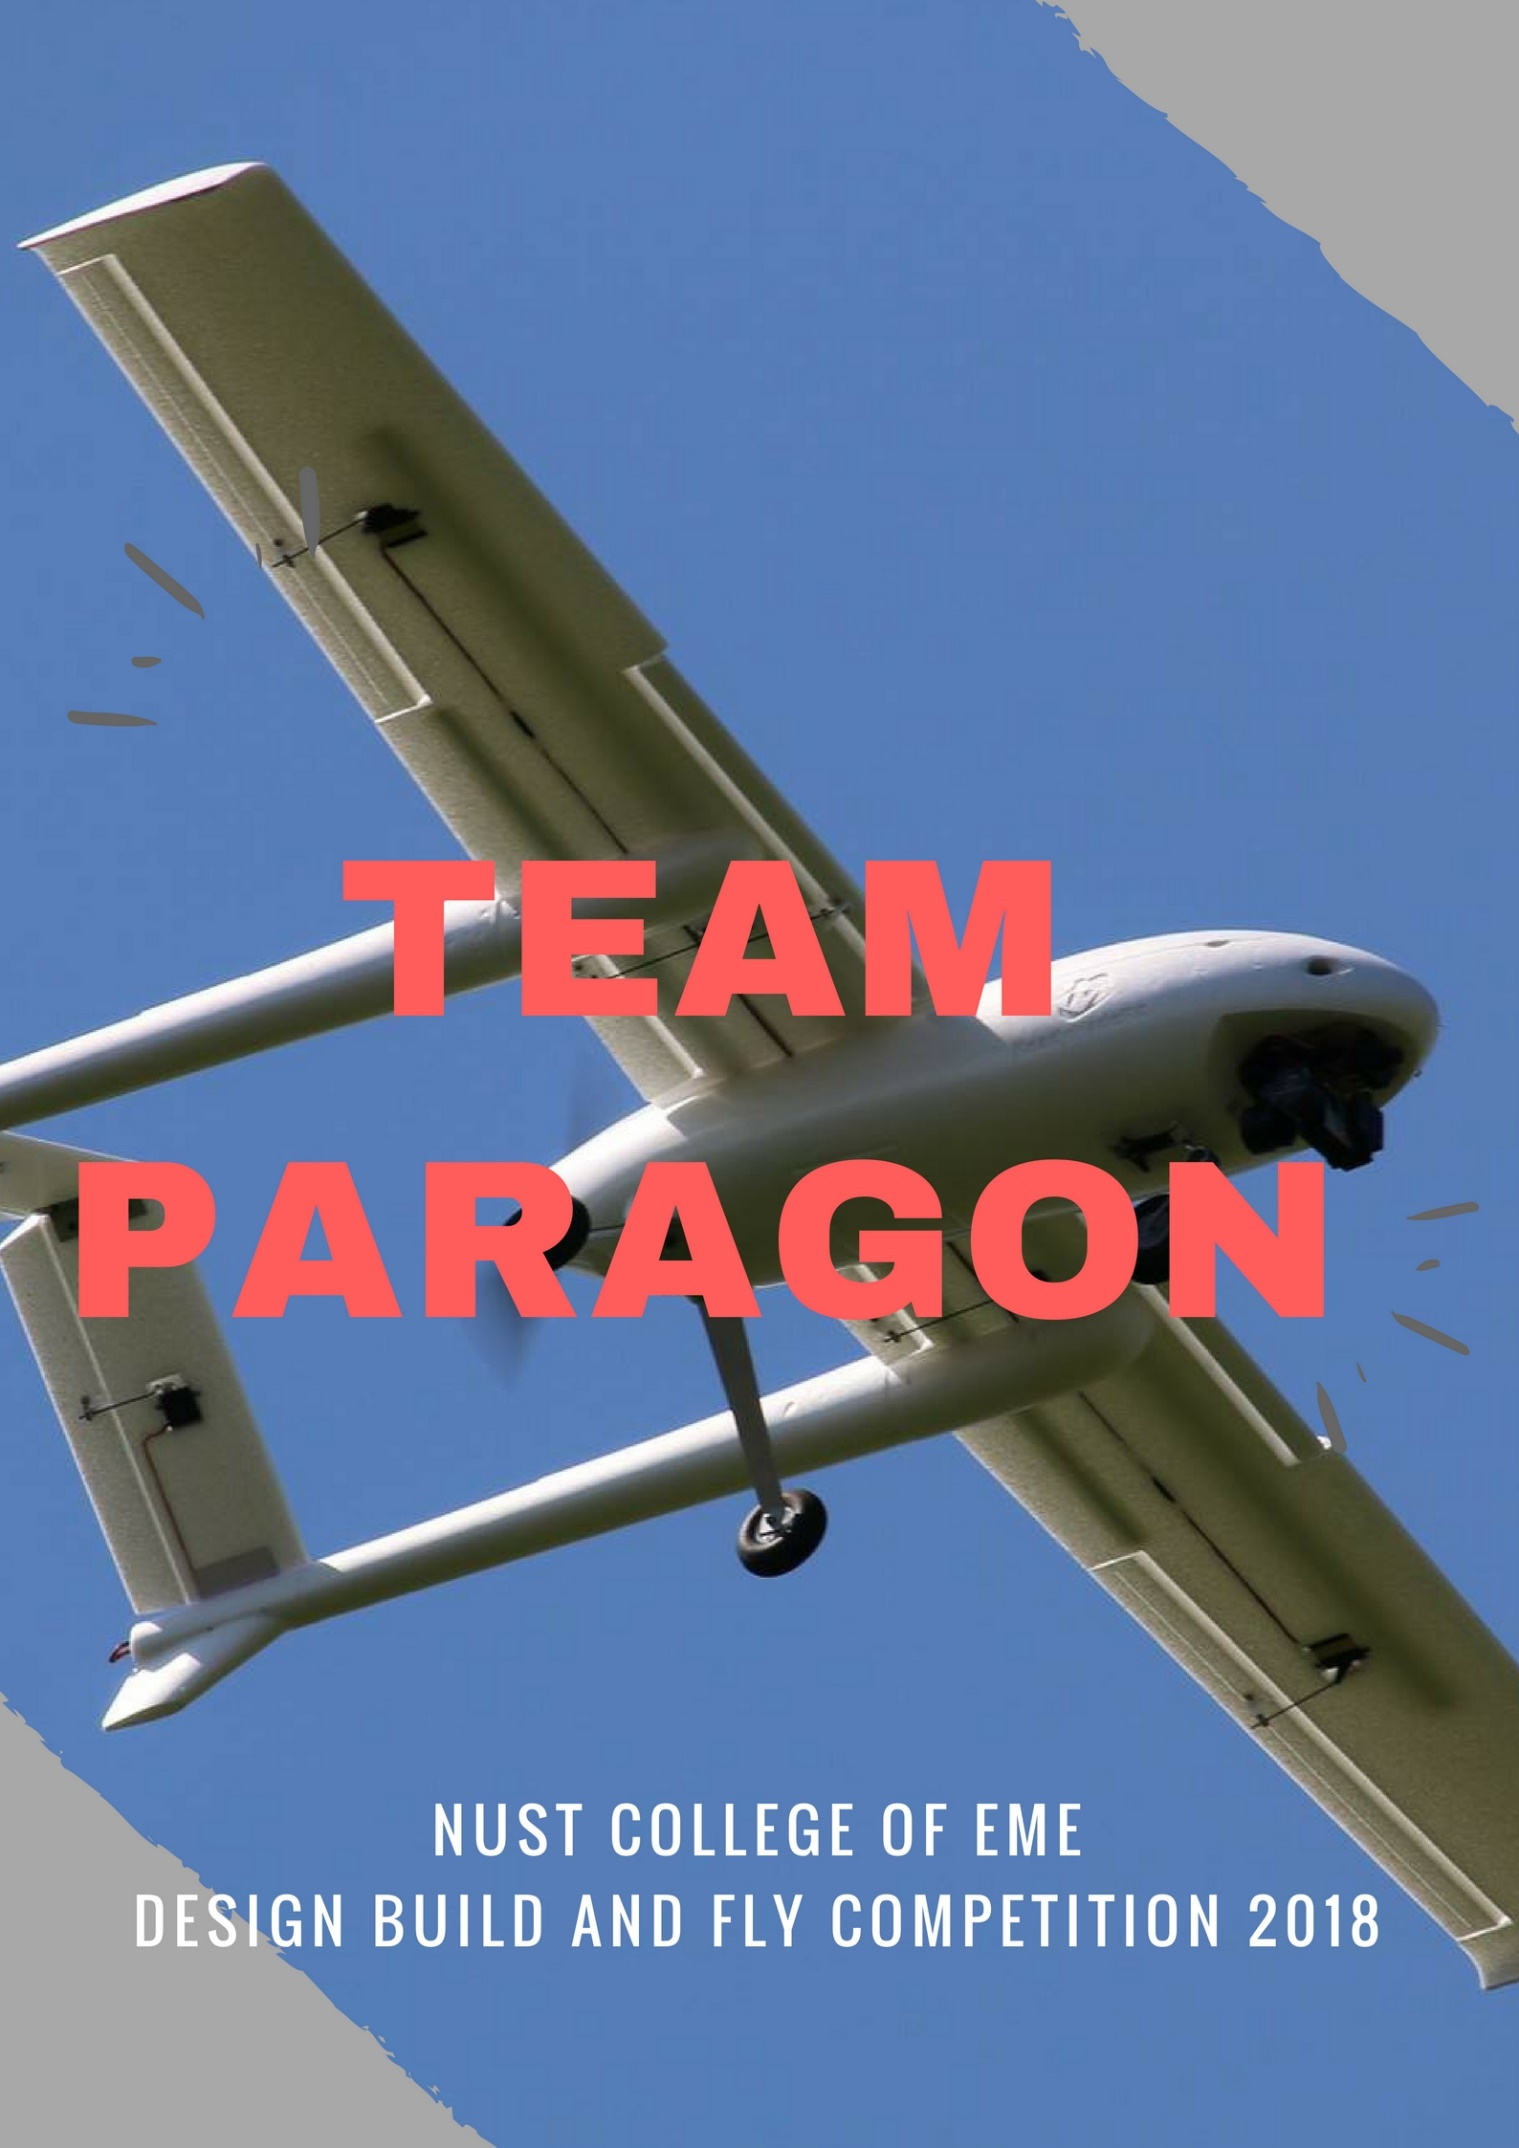 TEAM
PARAGON
NUST COLLEGE OF EME
DESIGN BUILD AND FLY COMPETITION 2018